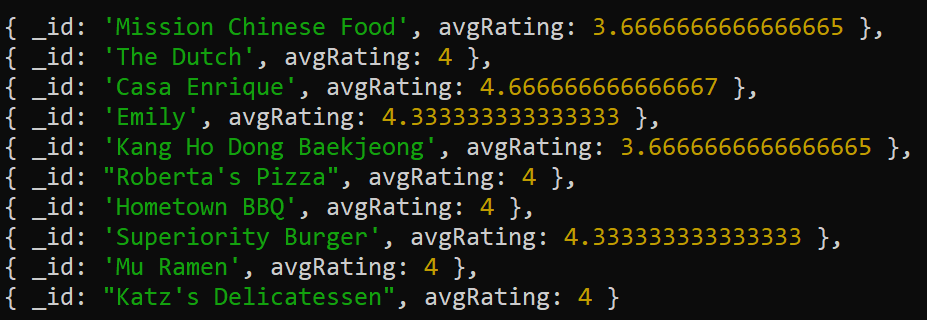 { _id: 'Mission Chinese Food', avgRating: 3.6666666666666665 },
{ _id: 'The Dutch', avgRating: 4 },
{ _id: 'Casa Enrique', avgRating: 4.666666666666667 },
{ _id: 'Emily', avgRating: 4.333333333333333 },
{ _id: 'Kang Ho Dong Baekjeong', avgRating: 3.6666666666666665 },
{ _id: "Roberta's Pizza", avgRating: 4 },
{ _id: 'Hometown BBQ', avgRating: 4 },
{ _id: 'Superiority Burger', avgRating: 4.333333333333333 },
{ _id: 'Mu Ramen', avgRating: 4 },
{ _id: "Katz's Delicatessen", avgRating: 4 }